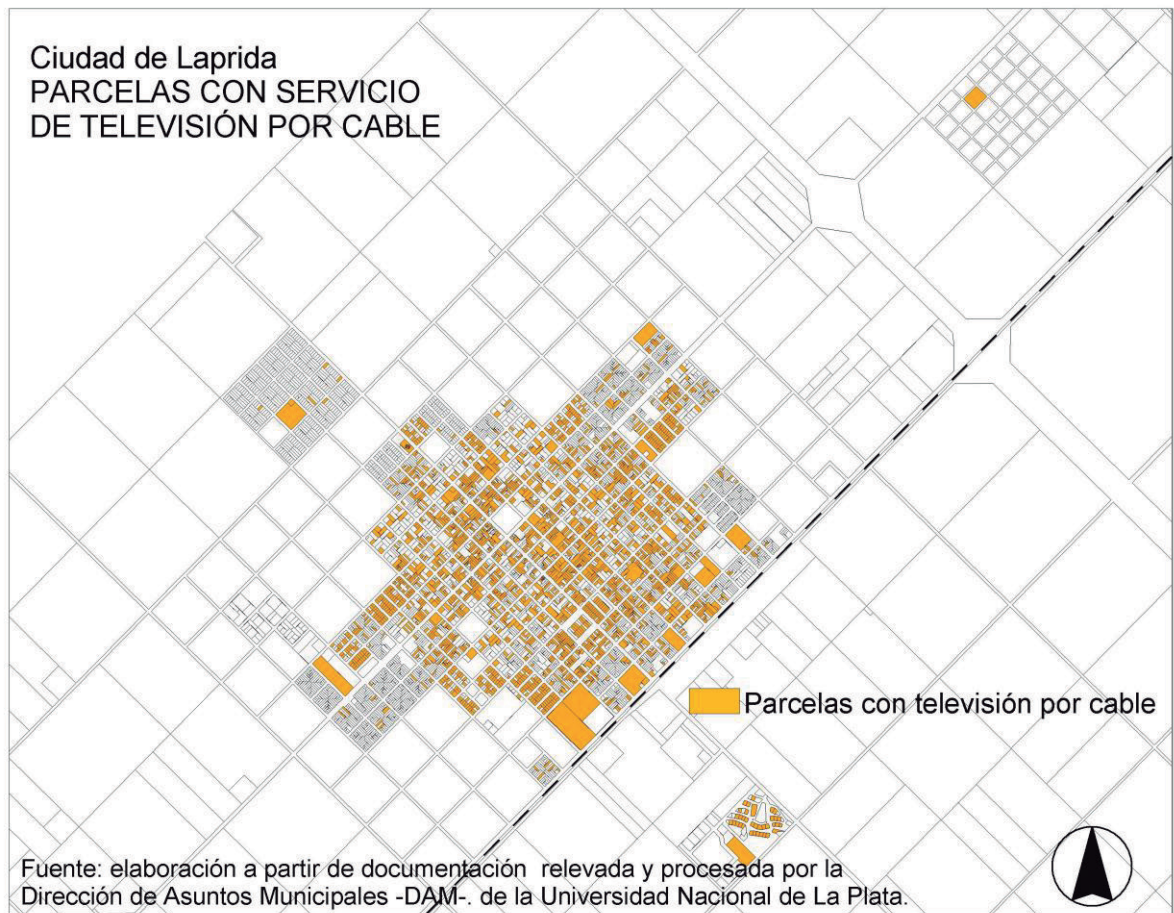 Ciudad de Laprida
PARCELAS CON SERVICIO
DE TELEVISIÓN POR CABLE
Parcelas con televisión por cable
Fuente: elaboración a partir de documentación relevada y procesada por la
Dirección de Asuntos Municipales -DAM-. de la Universidad Nacional de La Plata.